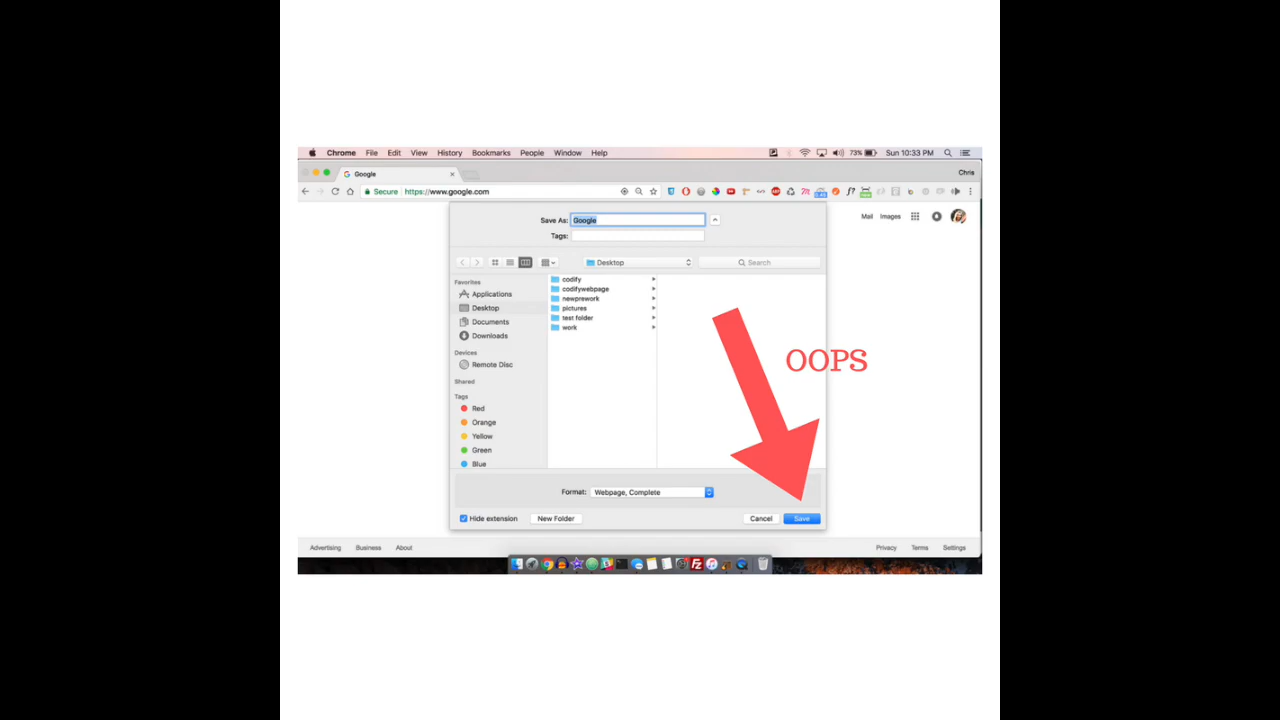 Chrome File Edit View History Bookmarks People Window Help 73% Sun 10:33 PM
Google Chris
Secure https://www.google.com
Save As: Google
Mail Images
Tags:
Desktop Search
Favorites
Applications
Desktop
Documents
Downloads
Devices
Remote Disc
Shared
Tags
Red
Orange
Yellow
Green
Blue
codify
codifywebpage
newprework
pictures
test folder
work
OOPS
Format: Webpage, Complete
Hide extension New Folder Cancel Save
Advertising Business About Privacy Terms Settings